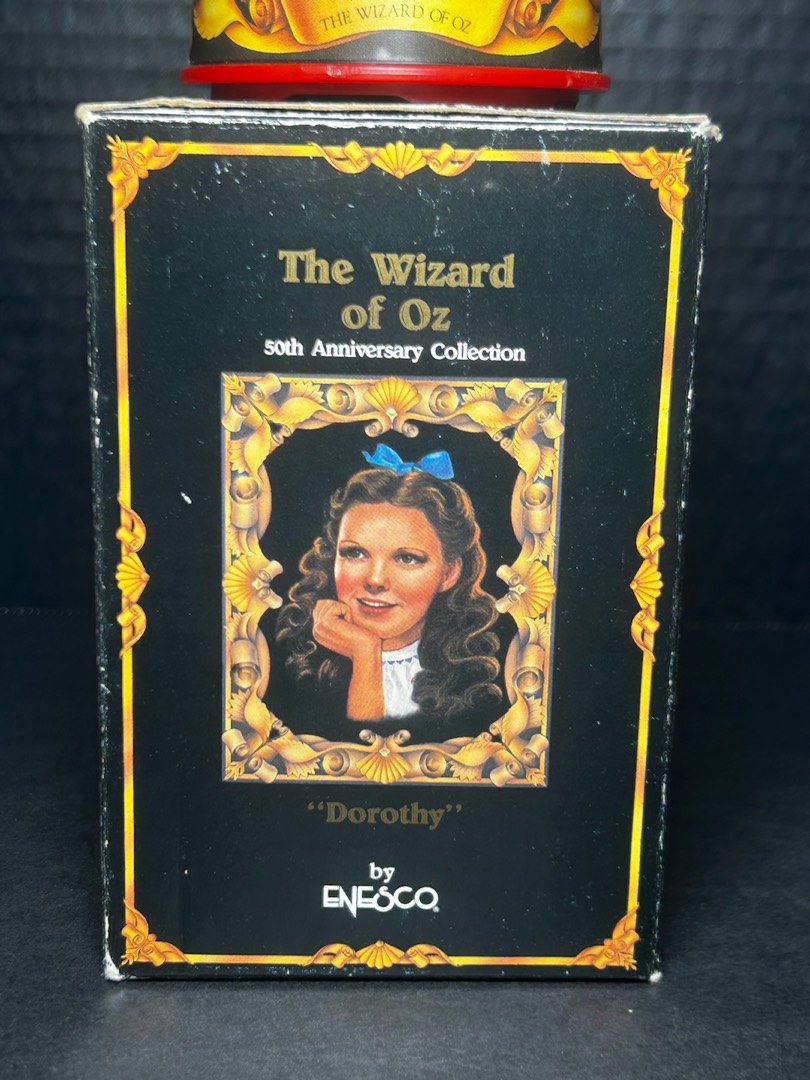 THE WIZARD OF OZ
The Wizard
of Oz
50th Anniversary Collection
“Dorothy”
by
ENESCO®